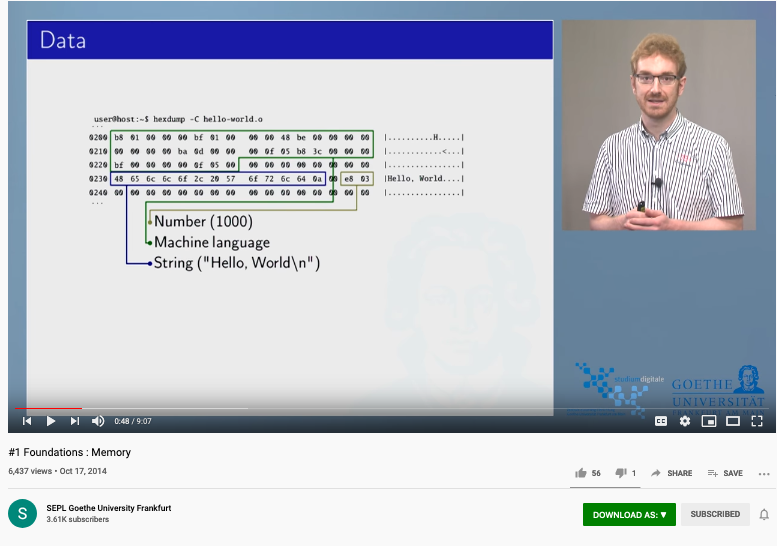 Data
user@host:~$ hexdump -C hello-world.o
...
0200 b8 01 00 00 00 bf 01 00 00 00 48 be 00 00 00 00 |..........H.....|
0210 00 00 00 00 ba 0d 00 00 00 0f 05 b8 3c 00 00 00 |............<...|
0220 bf 00 00 00 00 0f 05 00 00 00 00 00 00 00 00 00 |................|
0230 48 65 6c 6c 6f 2c 20 57 6f 72 6c 64 0a 00 e8 03 |Hello, World....|
0240 00 00 00 00 00 00 00 00 00 00 00 00 00 00 00 00 |................|
...
Number (1000)
Machine language
String ("Hello, World\n")
studiumdigitale
GOETHE
UNIVERSITÄT
FRANKFURT AM MAIN
0:48 / 9:07
CC
#1 Foundations : Memory
6,437 views • Oct 17, 2014
56
1
SHARE
SAVE
S
SEPL Goethe University Frankfurt
3.61K subscribers
DOWNLOAD AS: ▼
SUBSCRIBED